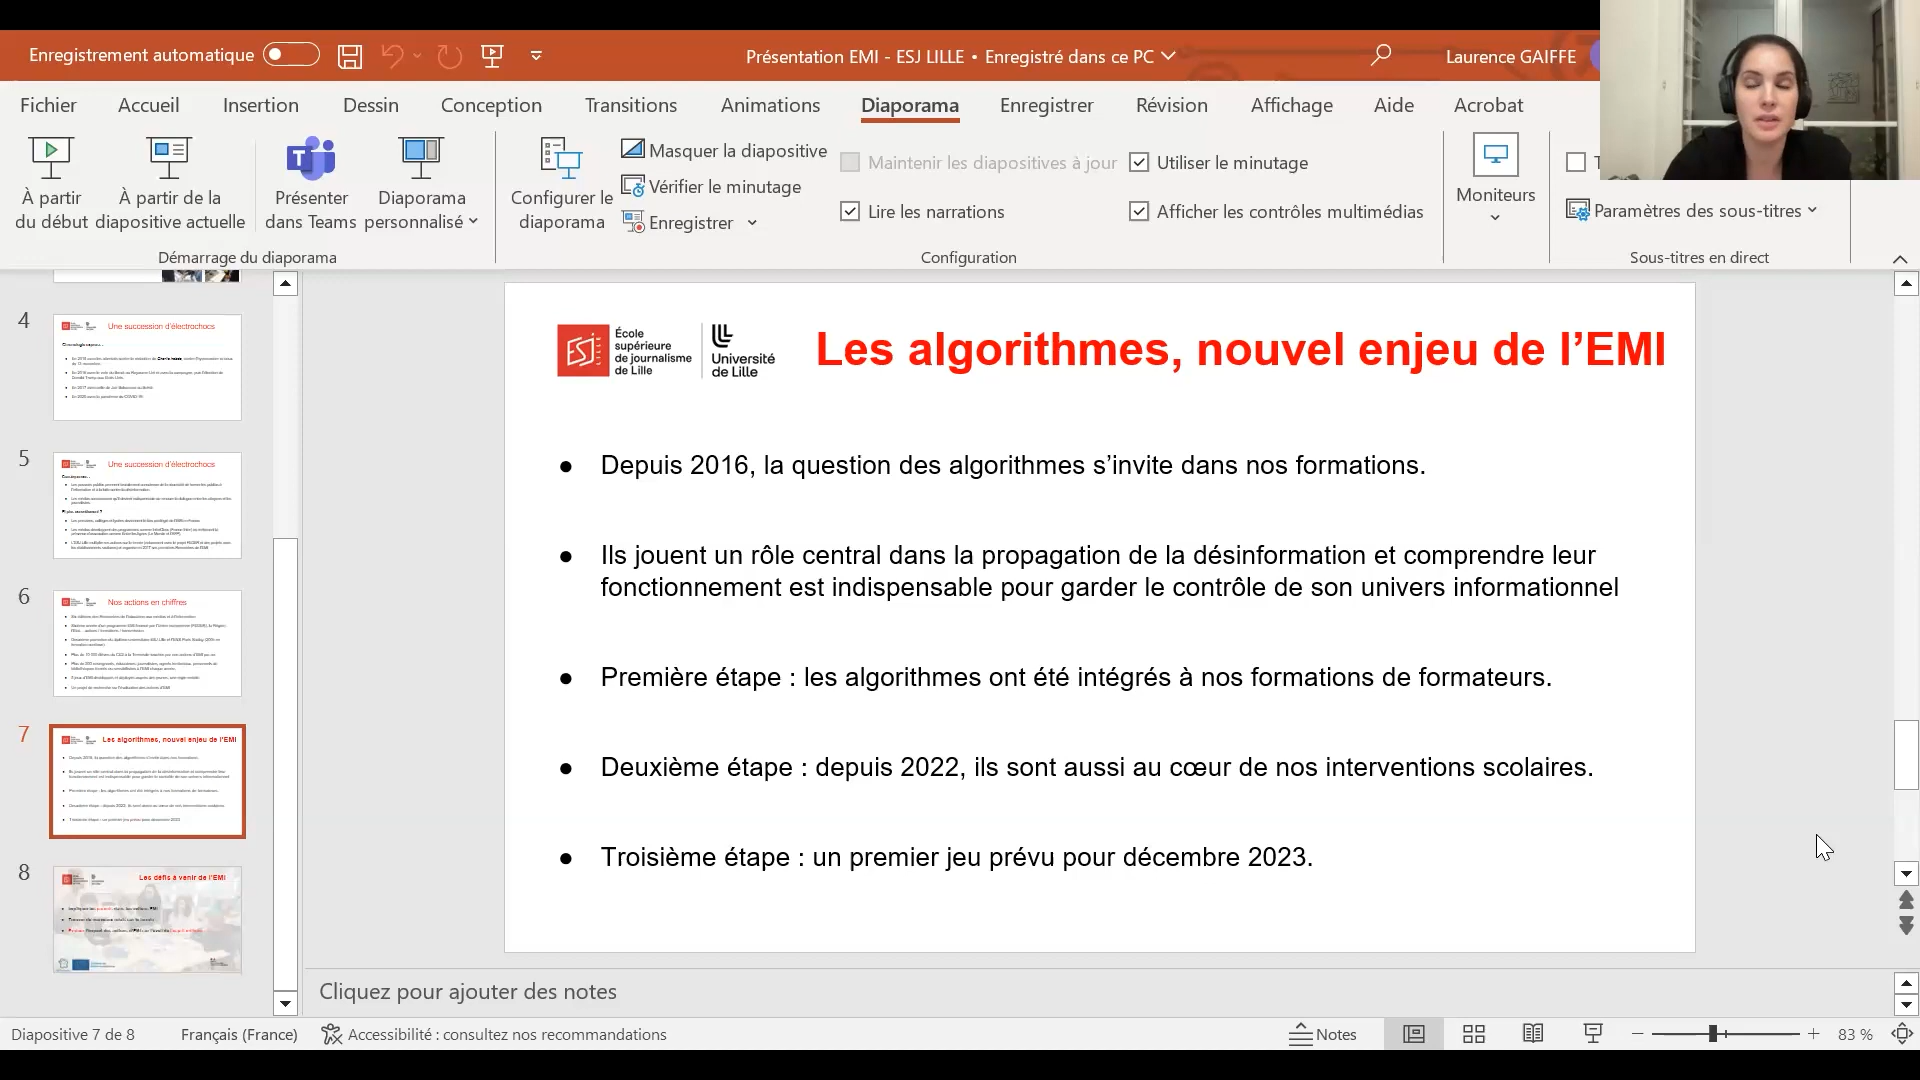 Enregistrement automatique
Présentation EMI - ESJ LILLE • Enregistré dans ce PC
Laurence GAIFFE
Fichier
Accueil
Insertion
Dessin
Conception
Transitions
Animations
Diaporama
Enregistrer
Révision
Affichage
Aide
Acrobat
À partir
du début
À partir de la
diapositive actuelle
Présenter
dans Teams
Diaporama
personnalisé
Démarrage du diaporama
Configurer le
diaporama
Masquer la diapositive
Vérifier le minutage
Enregistrer
Maintenir les diapositives à jour
Lire les narrations
Utiliser le minutage
Afficher les contrôles multimédias
Configuration
Moniteurs
Paramètres des sous-titres
Sous-titres en direct
4
Une succession d'électrochocs
5
Une succession d'électrochocs
6
Nos actions en chiffres
7
Les algorithmes, nouvel enjeu de l'EMI
8
Les défis à venir de l'EMI
ESJ LILLE
École
supérieure
de journalisme
de Lille
Université
de Lille
Les algorithmes, nouvel enjeu de l’EMI
● Depuis 2016, la question des algorithmes s’invite dans nos formations.
● Ils jouent un rôle central dans la propagation de la désinformation et comprendre leur
fonctionnement est indispensable pour garder le contrôle de son univers informationnel
● Première étape : les algorithmes ont été intégrés à nos formations de formateurs.
● Deuxième étape : depuis 2022, ils sont aussi au cœur de nos interventions scolaires.
● Troisième étape : un premier jeu prévu pour décembre 2023.
Cliquez pour ajouter des notes
Diapositive 7 de 8
Français (France)
Accessibilité : consultez nos recommandations
Notes
83 %